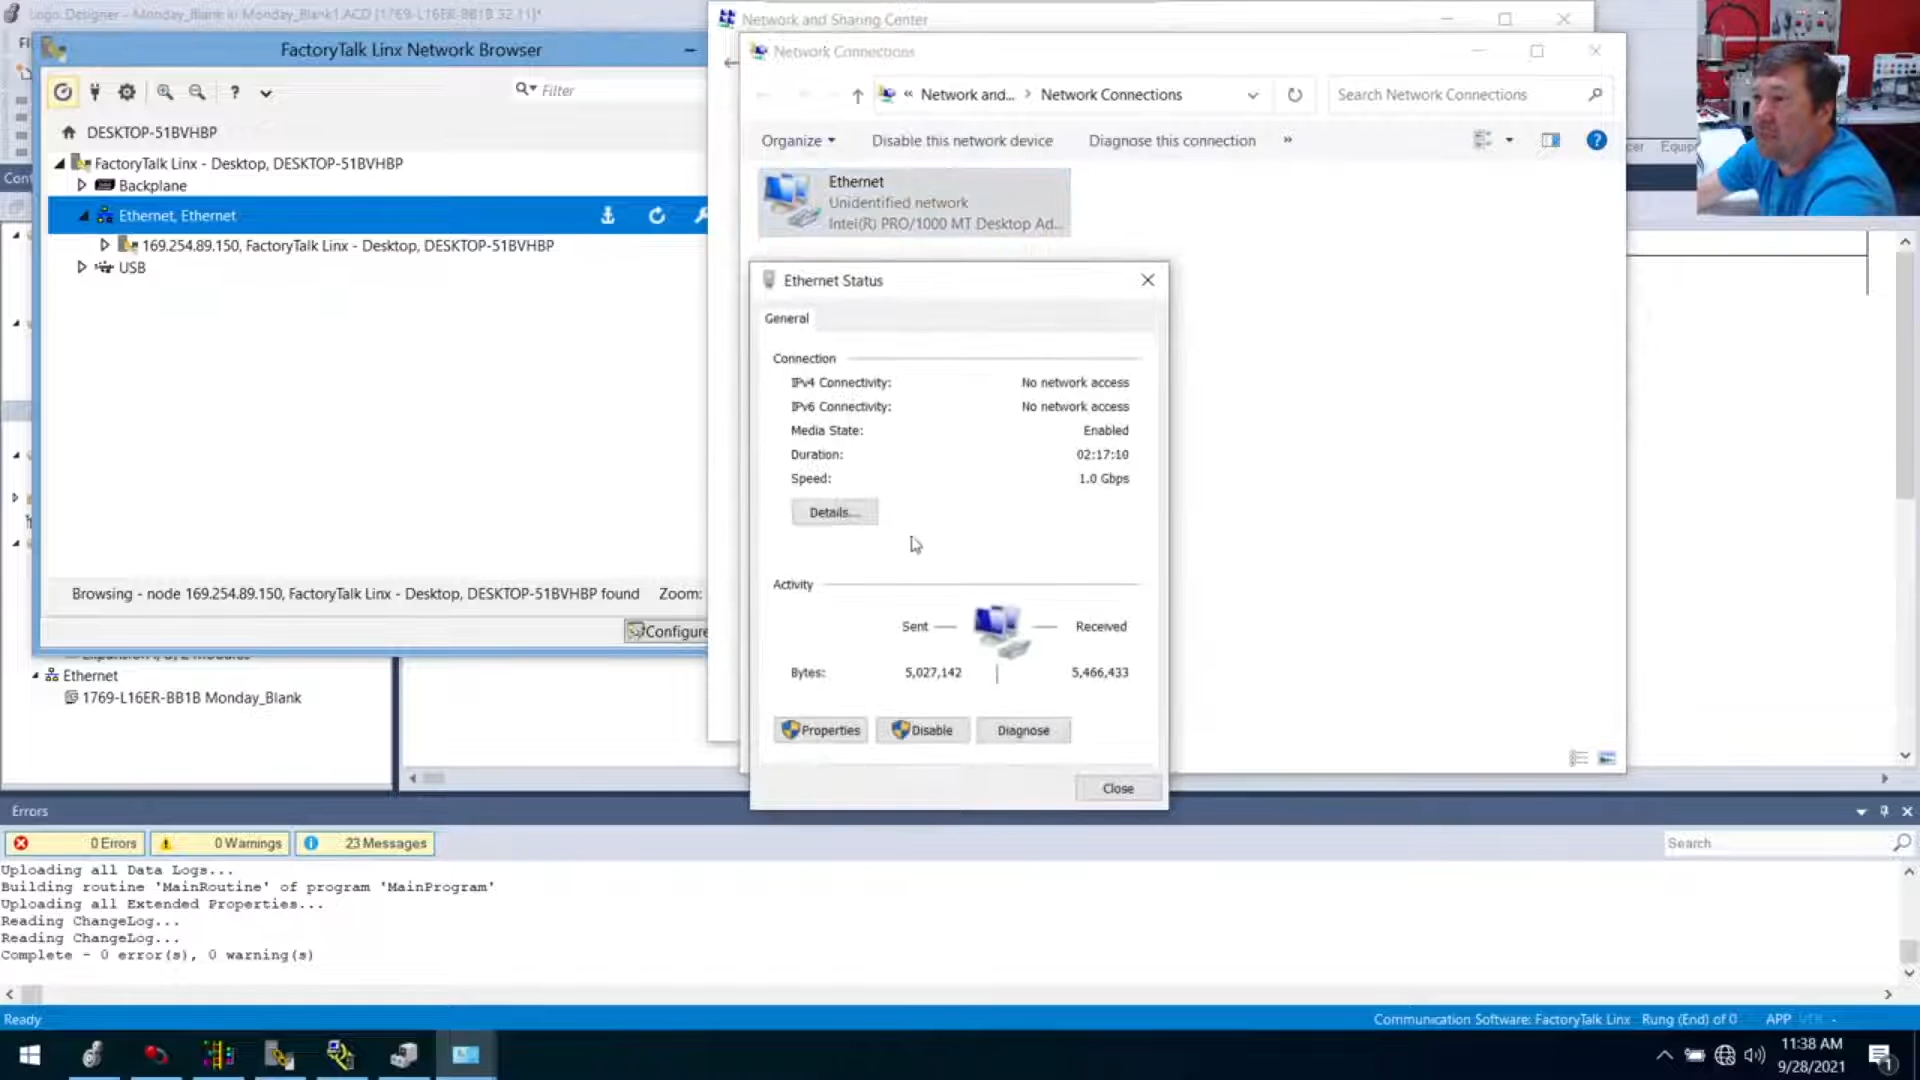 Logo Designer - Monday_Blank in Monday_Blank1.ACD [1769-L16ER-BB1B 32.11]*
FactoryTalk Linx Network Browser
Filter
DESKTOP-51BVHBP
FactoryTalk Linx - Desktop, DESKTOP-51BVHBP
Backplane
Ethernet, Ethernet
169.254.89.150, FactoryTalk Linx - Desktop, DESKTOP-51BVHBP
USB
Browsing - node 169.254.89.150, FactoryTalk Linx - Desktop, DESKTOP-51BVHBP found
Zoom:
Configure
Ethernet
1769-L16ER-BB1B Monday_Blank
Network and Sharing Center
Network Connections
« Network and... > Network Connections
Search Network Connections
Organize
Disable this network device
Diagnose this connection
»
Ethernet
Unidentified network
Intel(R) PRO/1000 MT Desktop Ad...
Ethernet Status
General
Connection
IPv4 Connectivity: No network access
IPv6 Connectivity: No network access
Media State: Enabled
Duration: 02:17:10
Speed: 1.0 Gbps
Details...
Activity
Sent
Received
Bytes: 5,027,142 5,466,433
Properties
Disable
Diagnose
Close
Errors
0 Errors
0 Warnings
23 Messages
Search
Uploading all Data Logs...
Building routine 'MainRoutine' of program 'MainProgram'
Uploading all Extended Properties...
Reading ChangeLog...
Reading ChangeLog...
Complete - 0 error(s), 0 warning(s)
Ready
Communication Software: FactoryTalk Linx
Rung (End) of 0
APP
11:38 AM
9/28/2021
1